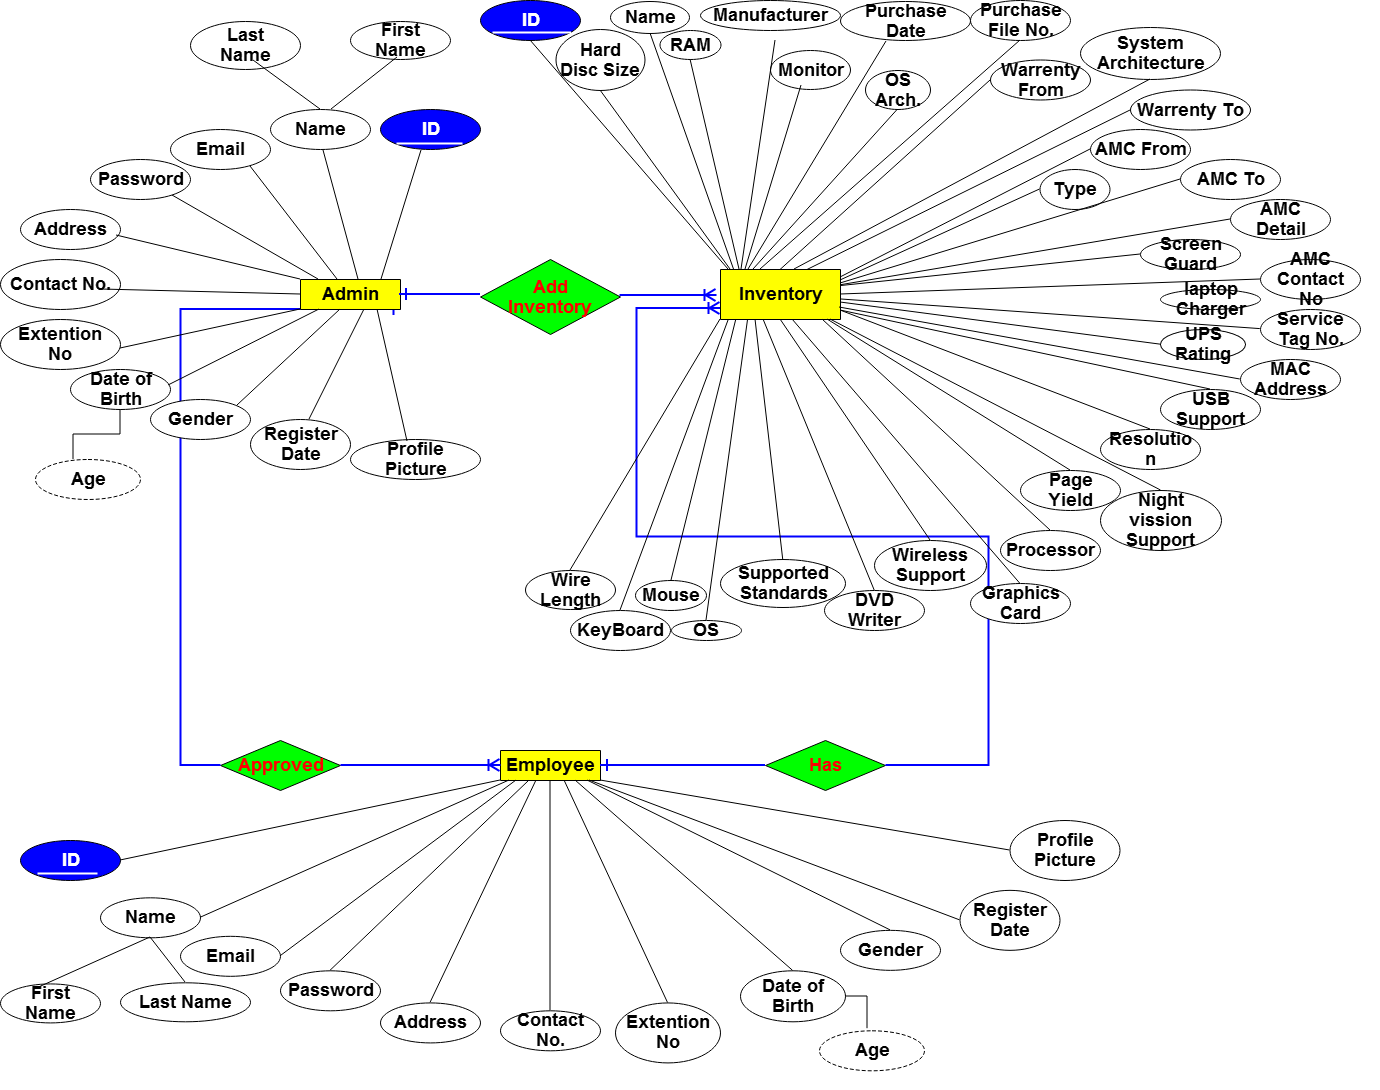 ID
Name
Manufacturer
Purchase
Date
Purchase
File No.
Last
Name
First
Name
Hard
Disc Size
RAM
Monitor
OS
Arch.
Warrenty
From
System
Architecture
Warrenty To
Name
ID
Email
AMC From
Password
Type
AMC To
Address
AMC
Detail
Screen
Guard
Contact No.
Admin
Add
Inventory
Inventory
AMC
Contact
No
laptop
Charger
Extention
No
UPS
Rating
Service
Tag No.
Date of
Birth
MAC
Address
Gender
USB
Support
Register
Date
Profile
Picture
Resolutio
n
Age
Page
Yield
Night
vission
Support
Processor
Wireless
Support
Supported
Standards
Wire
Length
Mouse
DVD
Writer
Graphics
Card
KeyBoard
OS
Approved
Employee
Has
ID
Profile
Picture
Name
Register
Date
Email
Gender
First
Name
Last Name
Password
Address
Contact
No.
Extention
No
Date of
Birth
Age